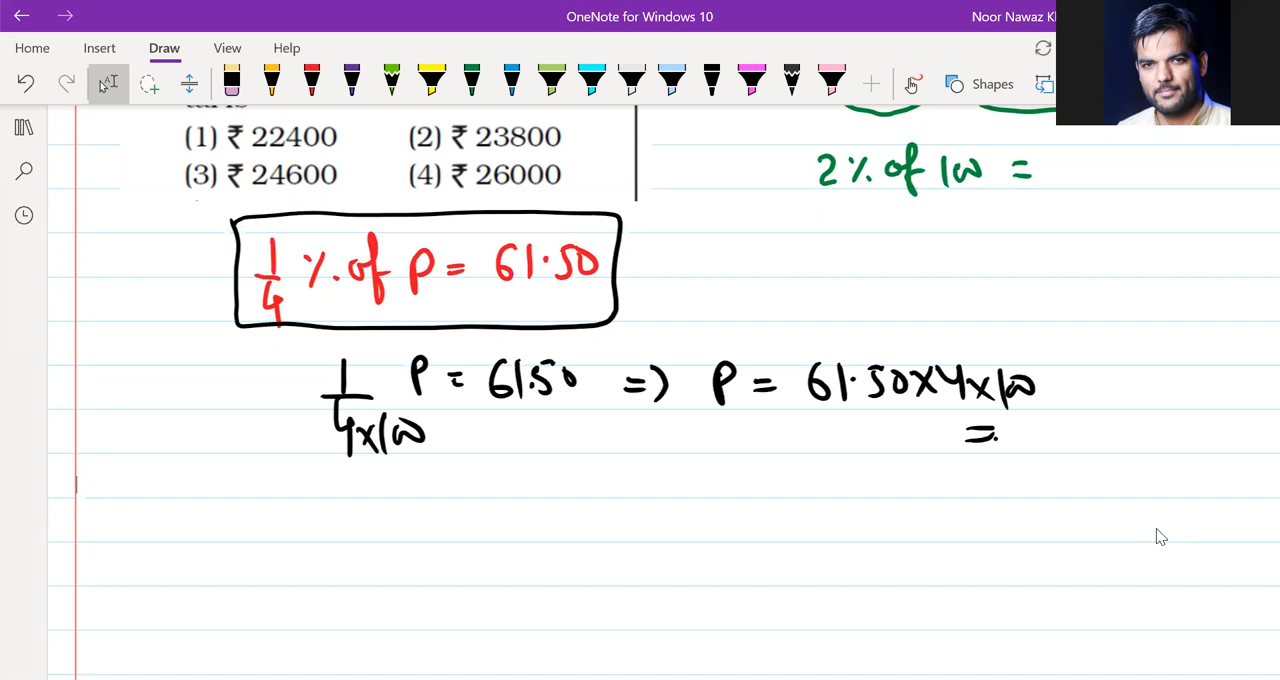 OneNote for Windows 10
Noor Nawaz Kh
Home Insert Draw View Help
Shapes
(1) ₹ 22400 (2) ₹ 23800
(3) ₹ 24600 (4) ₹ 26000
2 % of 100 =
1/4 % of P = 61.50
1/(4×100) P = 61.50 => P = 61.50×4×100
=